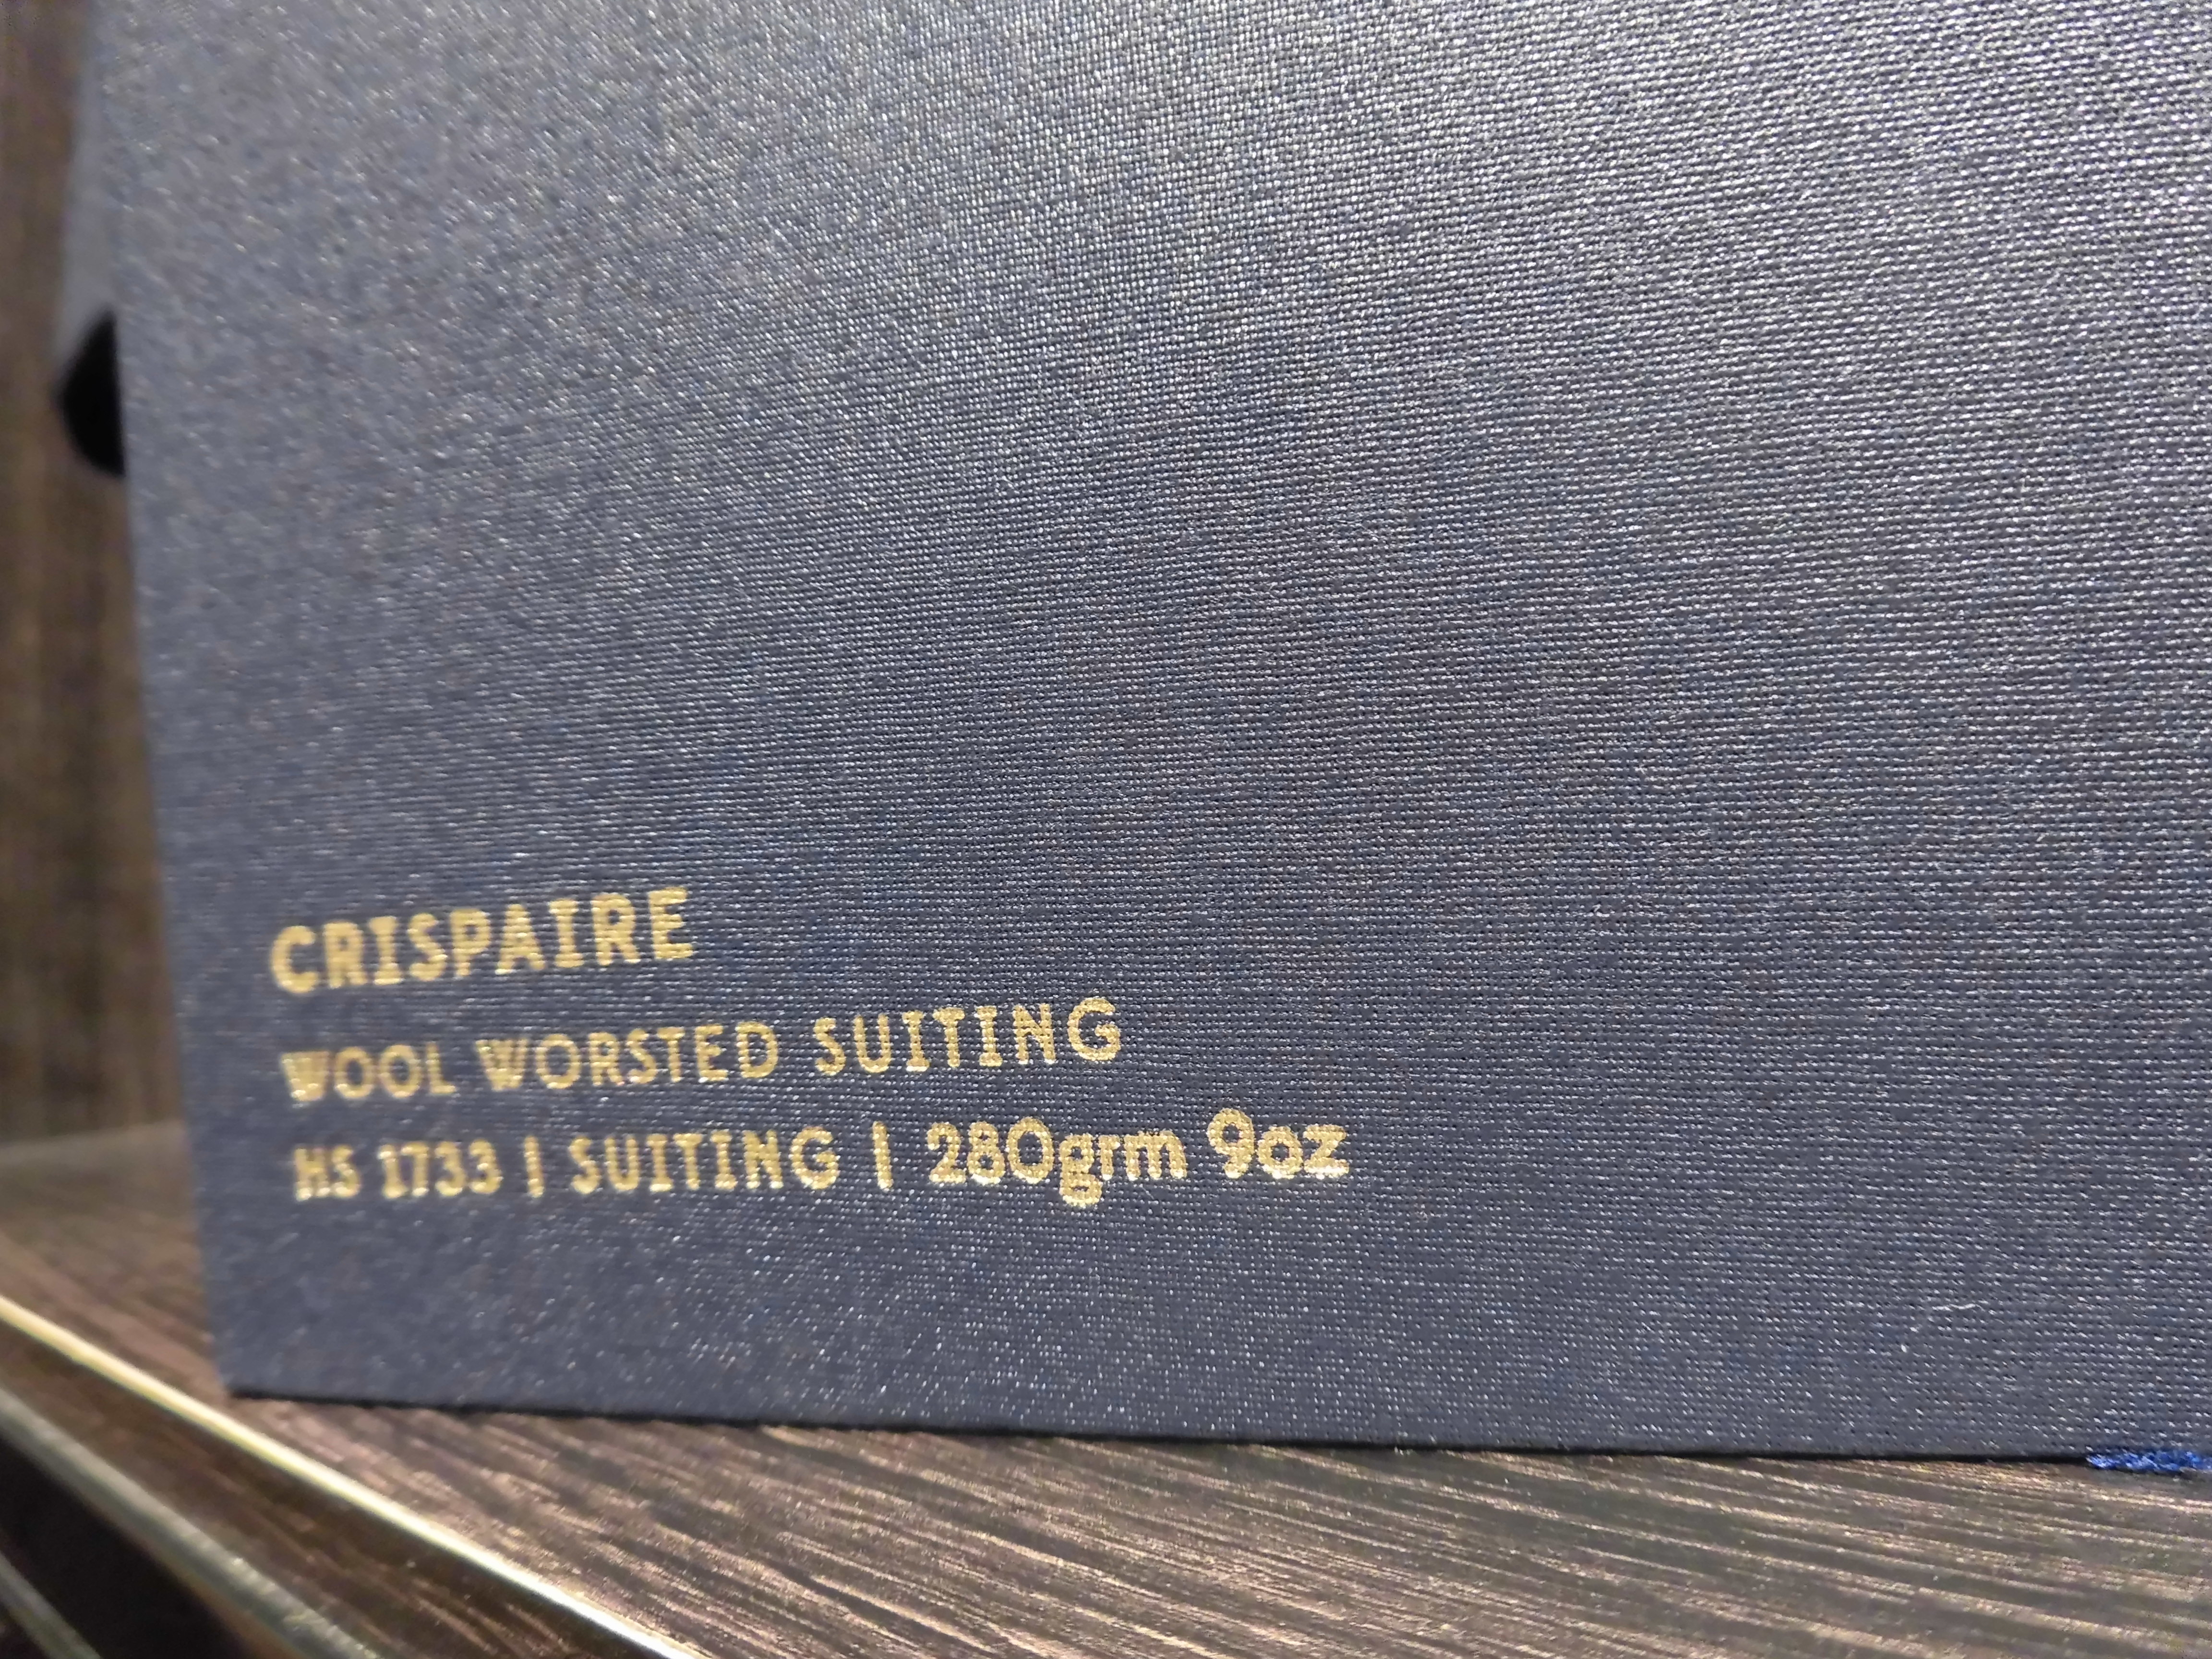 CRISPAIRE
WOOL WORSTED SUITING
HS 1733 | SUITING | 280grm 9oz